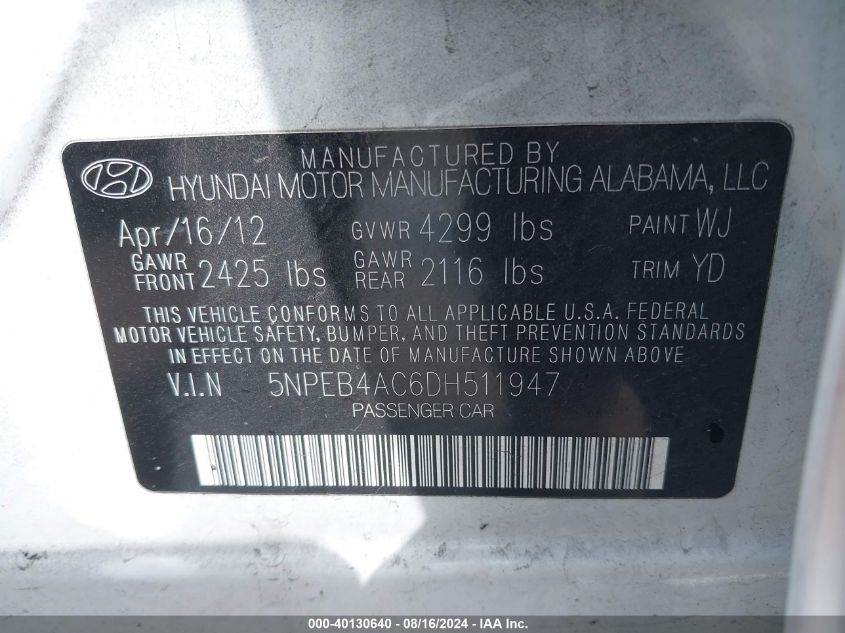 MANUFACTURED BY
HYUNDAI MOTOR MANUFACTURING ALABAMA, LLC
Apr/16/12 GVWR 4299 lbs PAINT WJ
GAWR FRONT 2425 lbs GAWR REAR 2116 lbs TRIM YD
THIS VEHICLE CONFORMS TO ALL APPLICABLE U.S.A. FEDERAL
MOTOR VEHICLE SAFETY, BUMPER, AND THEFT PREVENTION STANDARDS
IN EFFECT ON THE DATE OF MANUFACTURE SHOWN ABOVE.
V.I.N 5NPEB4AC6DH511947
PASSENGER CAR
000-40130640 - 08/16/2024 - IAA Inc.